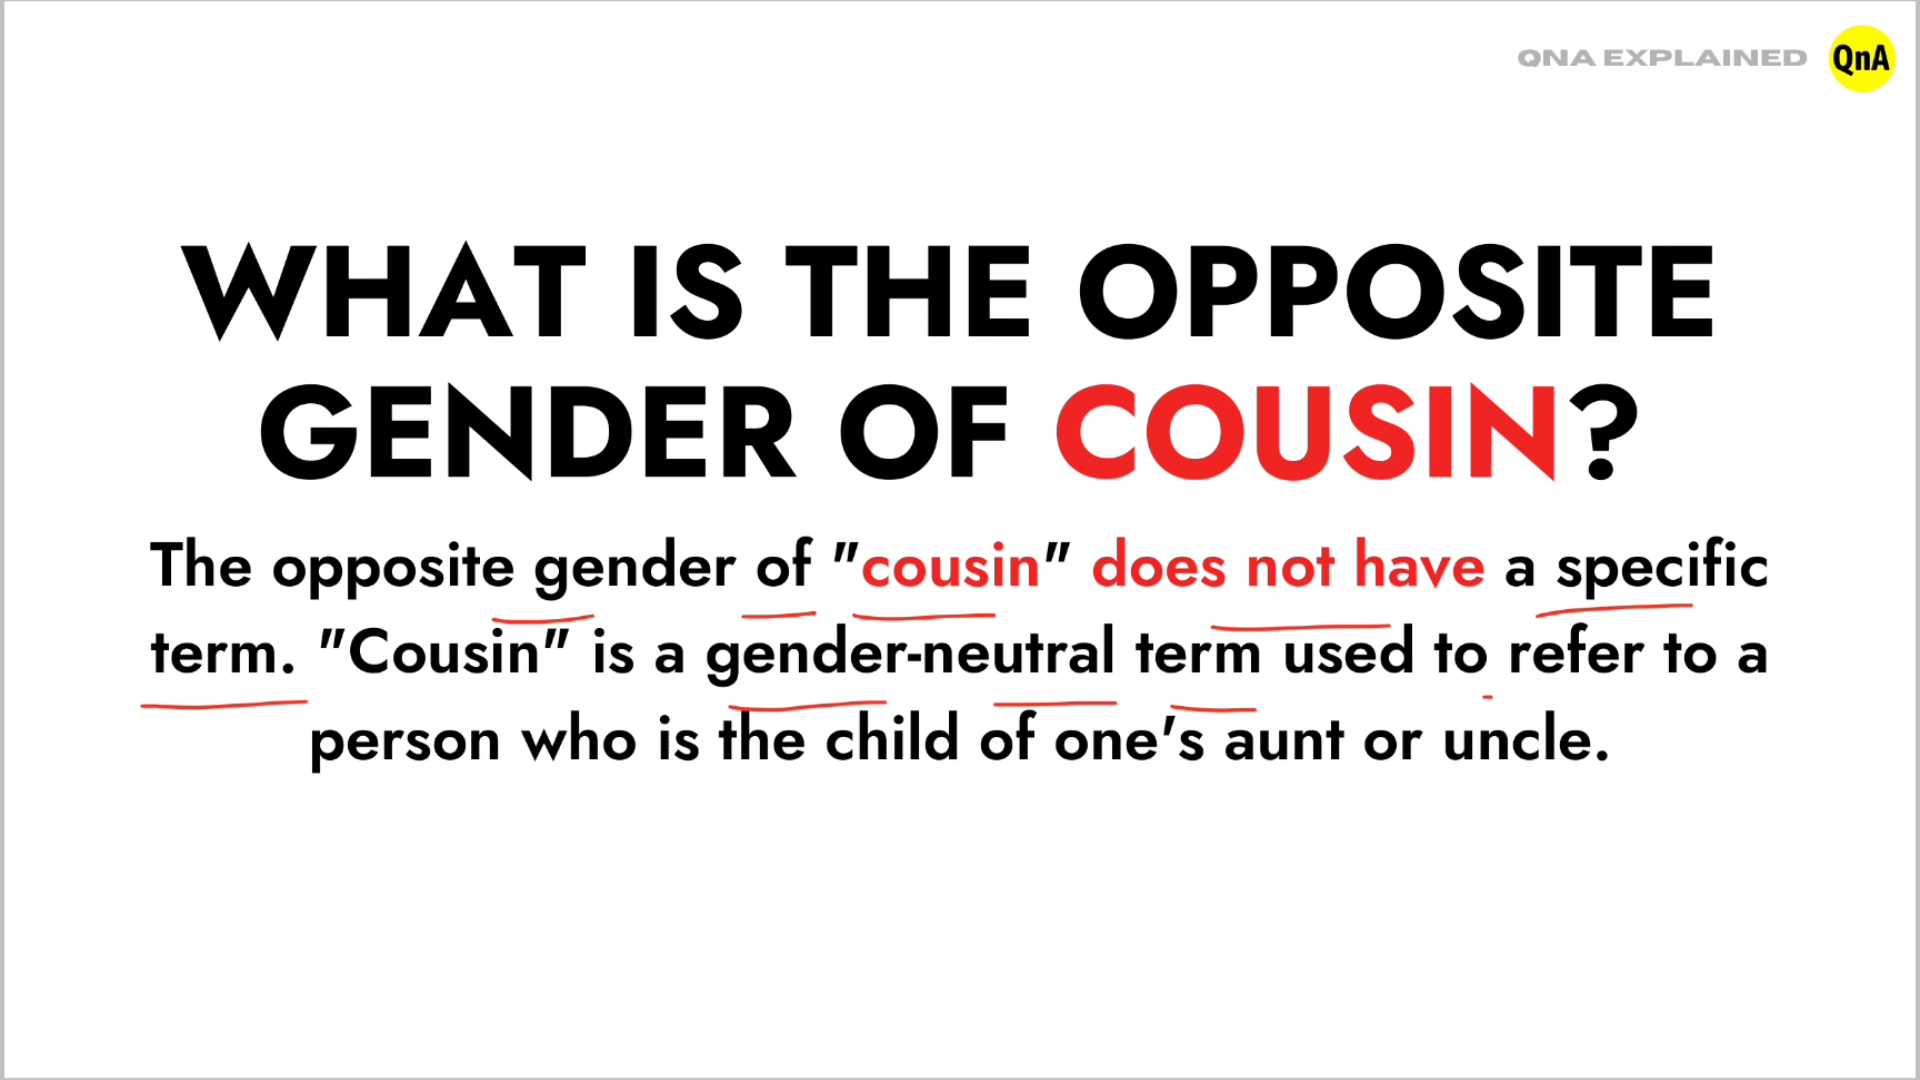 QNA EXPLAINED QnA
WHAT IS THE OPPOSITE
GENDER OF COUSIN?
The opposite gender of "cousin" does not have a specific
term. "Cousin" is a gender-neutral term used to refer to a
person who is the child of one's aunt or uncle.